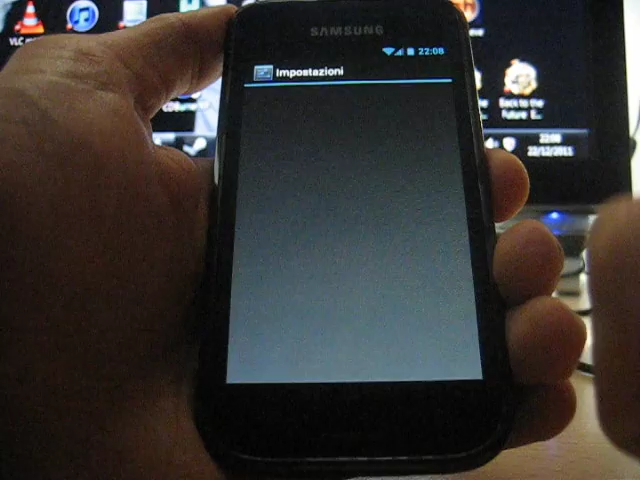 SAMSUNG
22:08
Impostazioni
VLC
Back to the
Future E...
22:08
22/12/2011